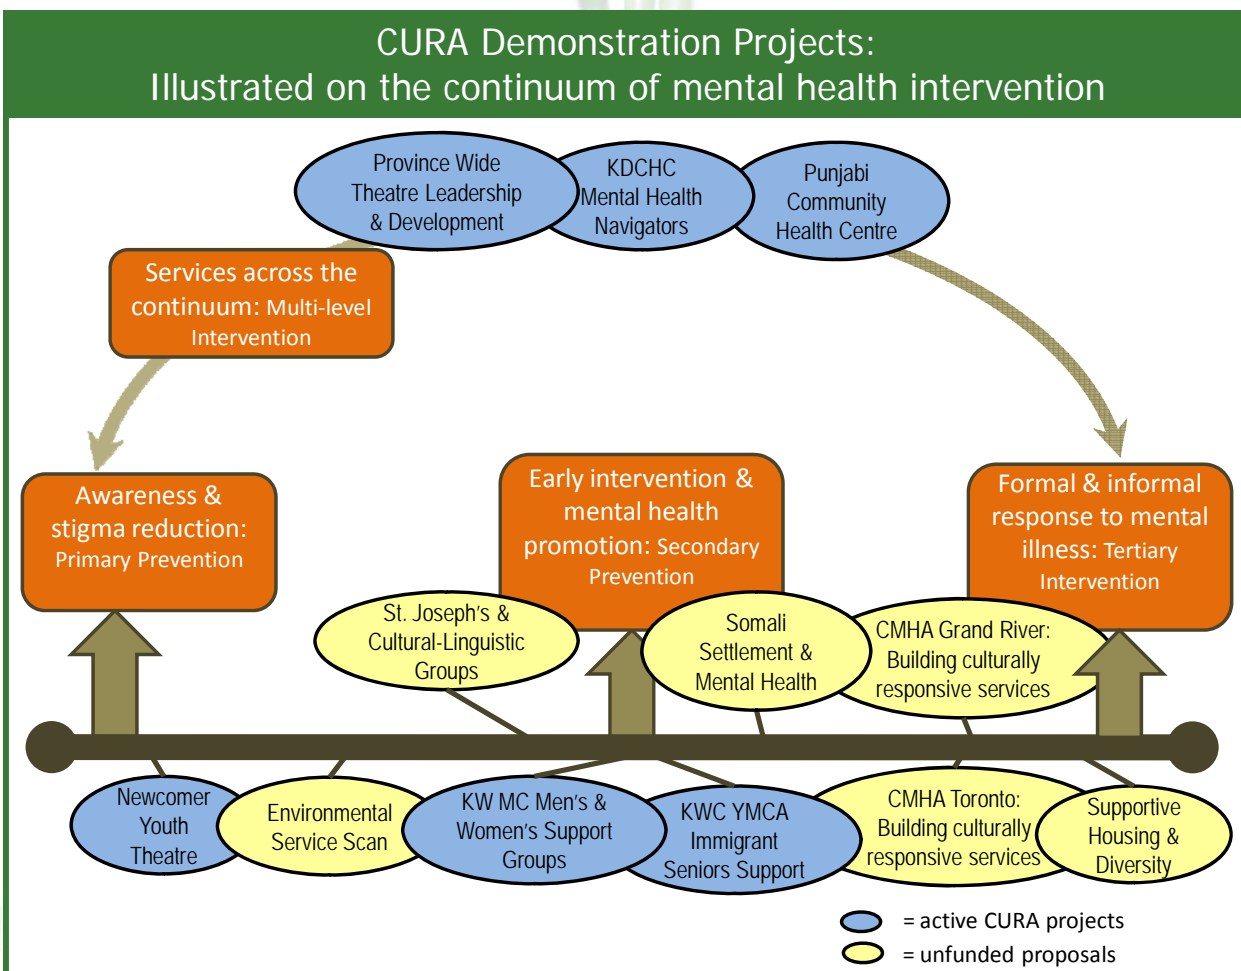 CURA Demonstration Projects:
Illustrated on the continuum of mental health intervention
Province Wide
Theatre Leadership
& Development
KDCHC
Mental Health
Navigators
Punjabi
Community
Health Centre
Services across the
continuum: Multi-level
Intervention
Awareness &
stigma reduction:
Primary Prevention
Early intervention &
mental health
promotion: Secondary
Prevention
Formal & informal
response to mental
illness: Tertiary
Intervention
St. Joseph's &
Cultural-Linguistic
Groups
Somali
Settlement &
Mental Health
CMHA Grand River:
Building culturally
responsive services
Newcomer
Youth
Theatre
Environmental
Service Scan
KW MC Men's &
Women's Support
Groups
KWC YMCA
Immigrant
Seniors Support
CMHA Toronto:
Building culturally
responsive services
Supportive
Housing &
Diversity
= active CURA projects
= unfunded proposals